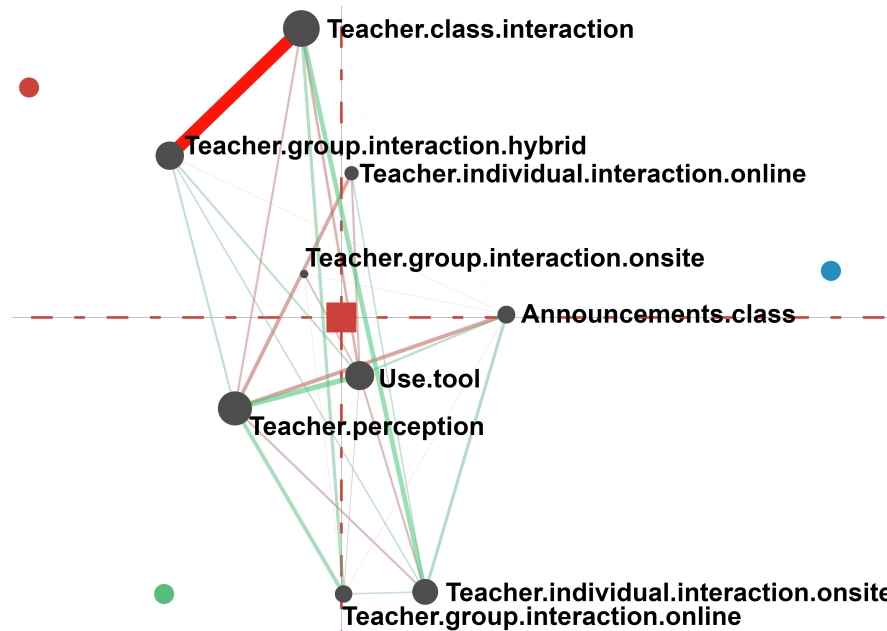 Teacher.class.interaction
Teacher.group.interaction.hybrid
Teacher.individual.interaction.online
Teacher.group.interaction.onsite
Announcements.class
Use.tool
Teacher.perception
Teacher.individual.interaction.onsite
Teacher.group.interaction.online